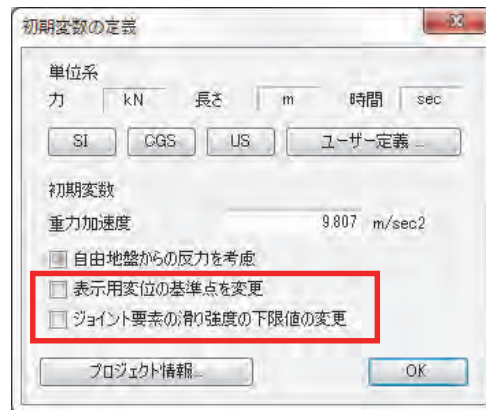 初期変数の定義
単位系
力 kN 長さ m 時間 sec
SI CGS US ユーザー定義 ...
初期変数
重力加速度 9.807 m/sec2
自由地盤からの反力を考慮
表示用変位の基準点を変更
ジョイント要素の滑り強度の下限値の変更
プロジェクト情報... OK